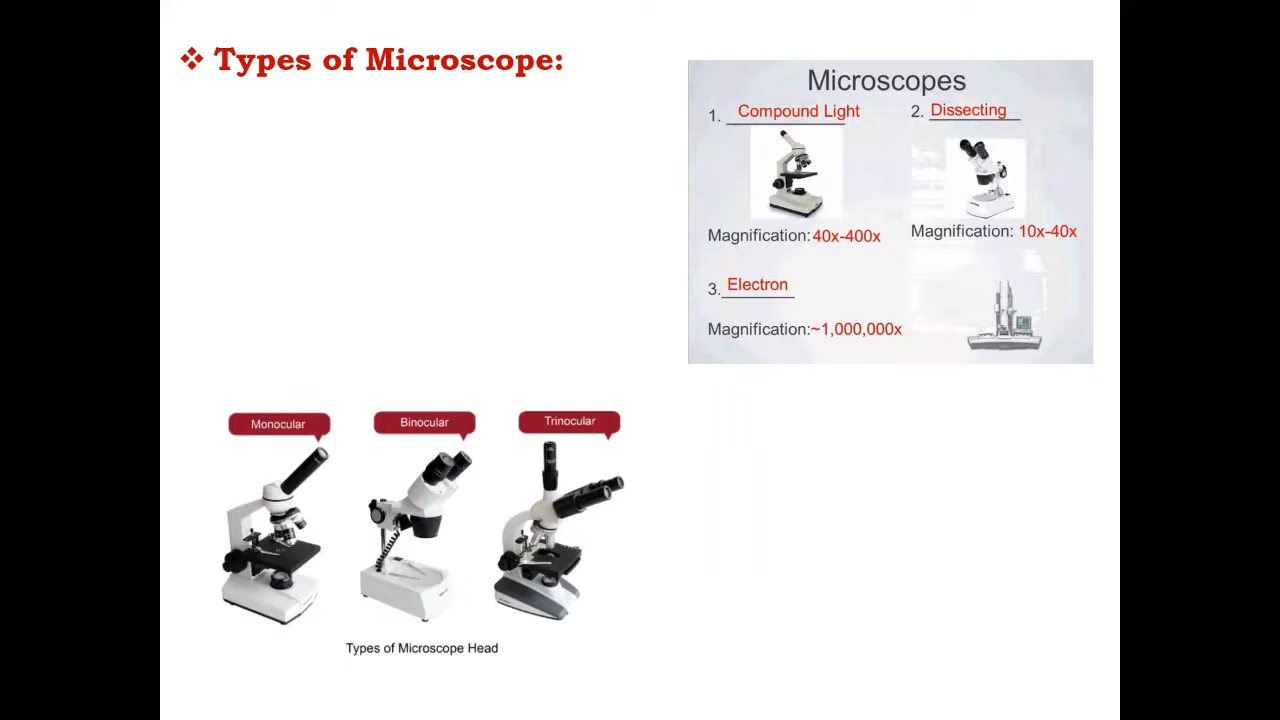 ❖ Types of Microscope:
Microscopes
1. Compound Light
2. Dissecting
Magnification: 40x-400x
Magnification: 10x-40x
3. Electron
Magnification:~1,000,000x
Monocular
Binocular
Trinocular
Types of Microscope Head